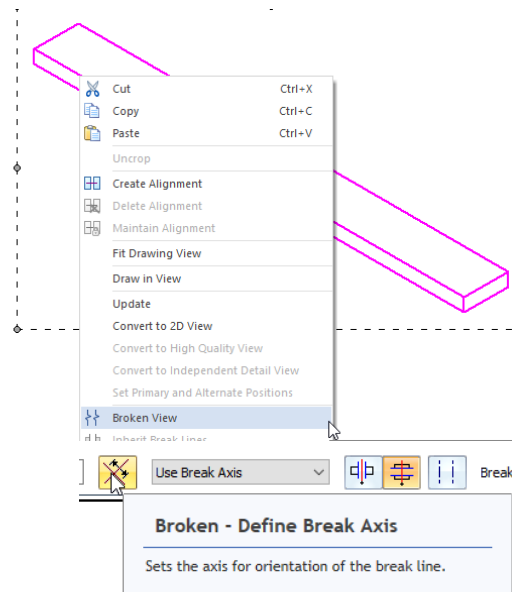 Cut Ctrl+X
Copy Ctrl+C
Paste Ctrl+V
Uncrop
Create Alignment
Delete Alignment
Maintain Alignment
Fit Drawing View
Draw in View
Update
Convert to 2D View
Convert to High Quality View
Convert to Independent Detail View
Set Primary and Alternate Positions
Broken View
Inherit Break Lines
Use Break Axis Break
Broken - Define Break Axis
Sets the axis for orientation of the break line.